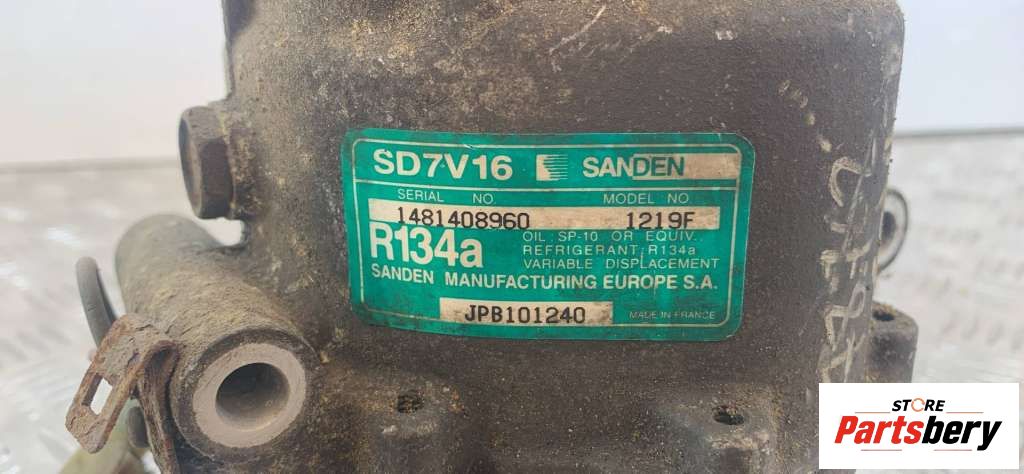 SD7V16 SANDEN
SERIAL NO. MODEL NO.
1481408960 1219F
R134a
OIL: SP-10 OR EQUIV.
REFRIGERANT; R134a
VARIABLE DISPLACEMENT
SANDEN MANUFACTURING EUROPE S.A.
JPB101240
MADE IN FRANCE
STORE
Partsbery